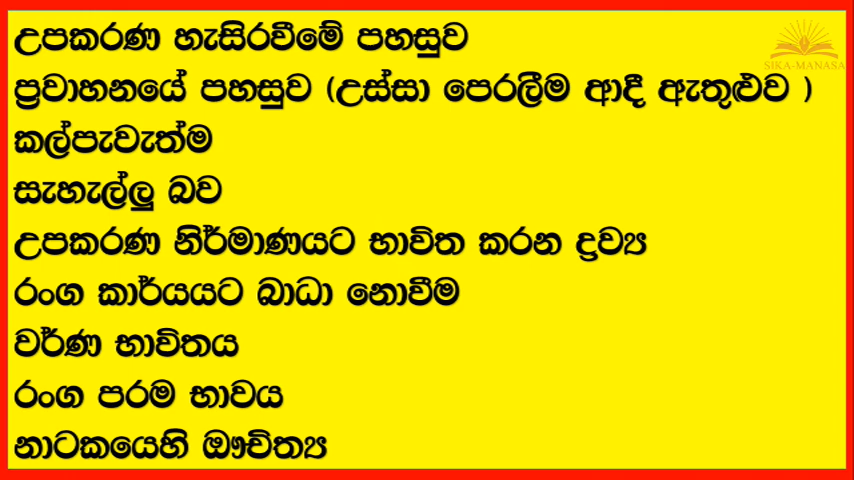 උපකරණ හැසිරවීමේ පහසුව
SIKA-MANASA
ප්‍රවාහනයේ පහසුව (උස්සා පෙරලීම ආදී ඇතුළුව )
කල්පැවැත්ම
සැහැල්ලු බව
උපකරණ නිර්මාණයට භාවිත කරන ද්‍රව්‍ය
රංග කාර්යයට බාධා නොවීම
වර්ණ භාවිතය
රංග පරම භාවය
නාටකයෙහි ඖචිත්‍ය